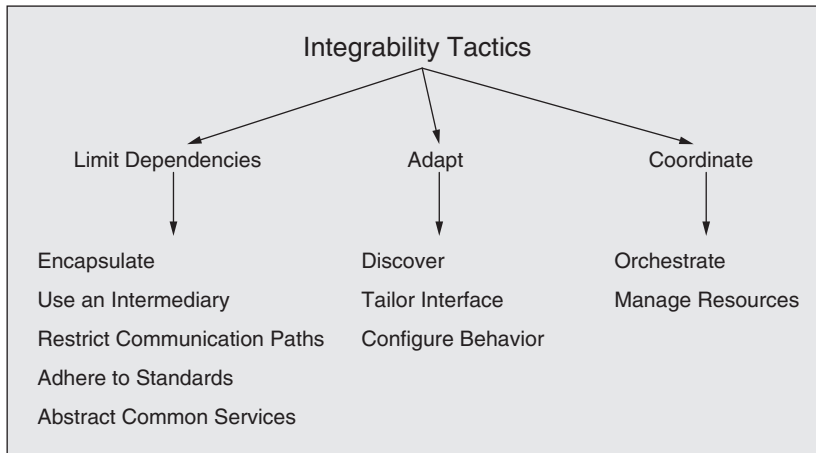 Integrability Tactics
Limit Dependencies
Adapt
Coordinate
Encapsulate
Use an Intermediary
Restrict Communication Paths
Adhere to Standards
Abstract Common Services
Discover
Tailor Interface
Configure Behavior
Orchestrate
Manage Resources